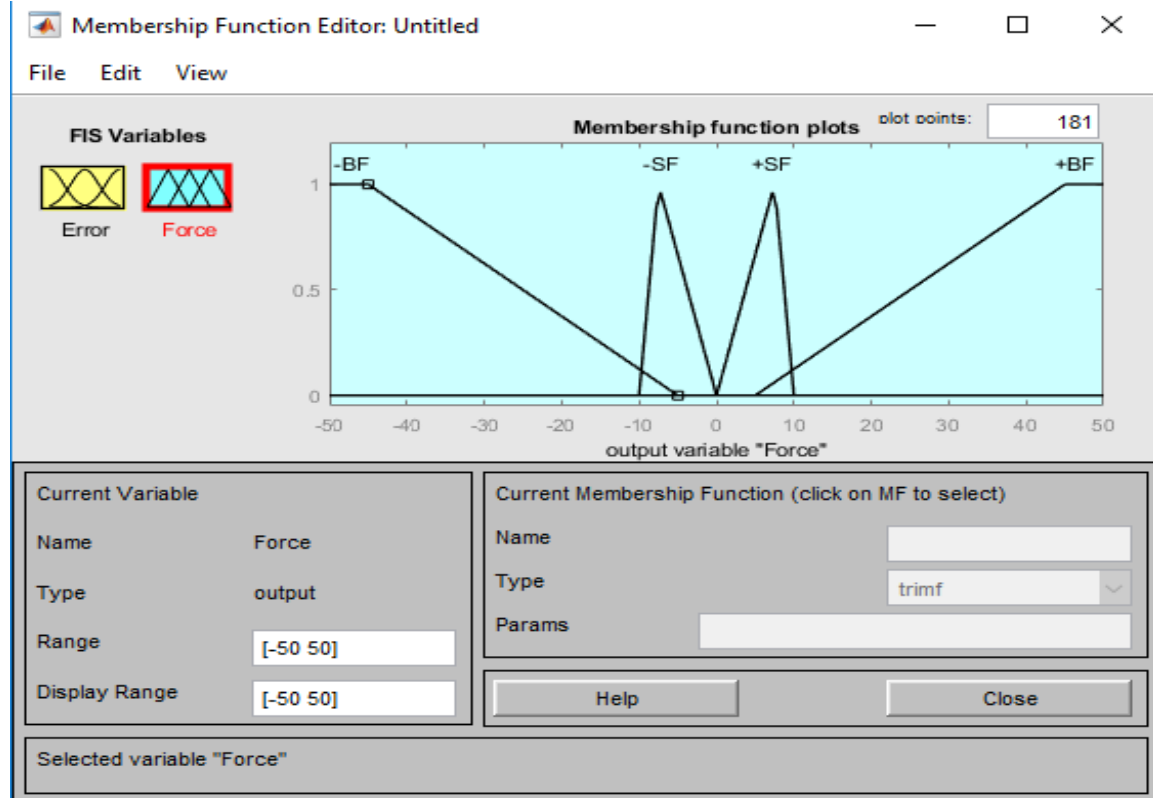 Membership Function Editor: Untitled
File Edit View
FIS Variables
Error Force
Membership function plots plot points: 181
-BF -SF +SF +BF
1
0.5
0
-50 -40 -30 -20 -10 0 10 20 30 40 50
output variable "Force"
Current Variable
Name Force
Type output
Range [-50 50]
Display Range [-50 50]
Current Membership Function (click on MF to select)
Name
Type trimf
Params
Help Close
Selected variable "Force"